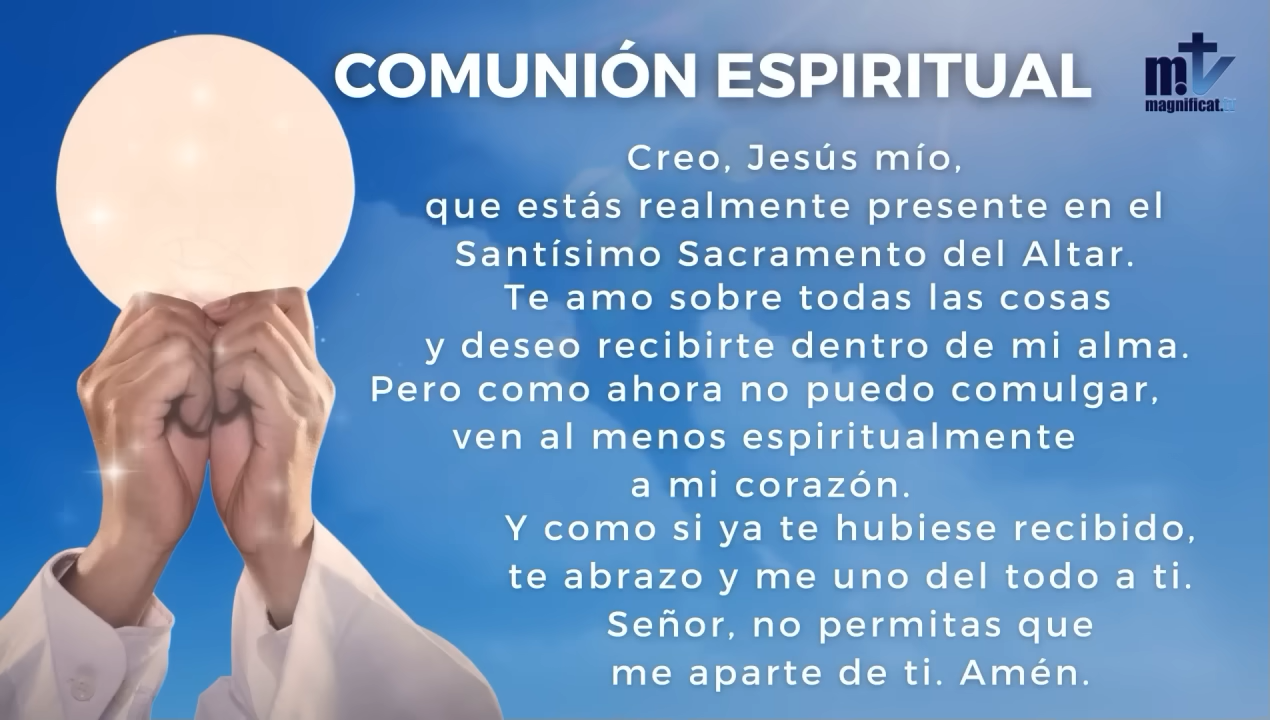 COMUNIÓN ESPIRITUAL
magnificat.tv
Creo, Jesús mío,
que estás realmente presente en el
Santísimo Sacramento del Altar.
Te amo sobre todas las cosas
y deseo recibirte dentro de mi alma.
Pero como ahora no puedo comulgar,
ven al menos espiritualmente
a mi corazón.
Y como si ya te hubiese recibido,
te abrazo y me uno del todo a ti.
Señor, no permitas que
me aparte de ti. Amén.